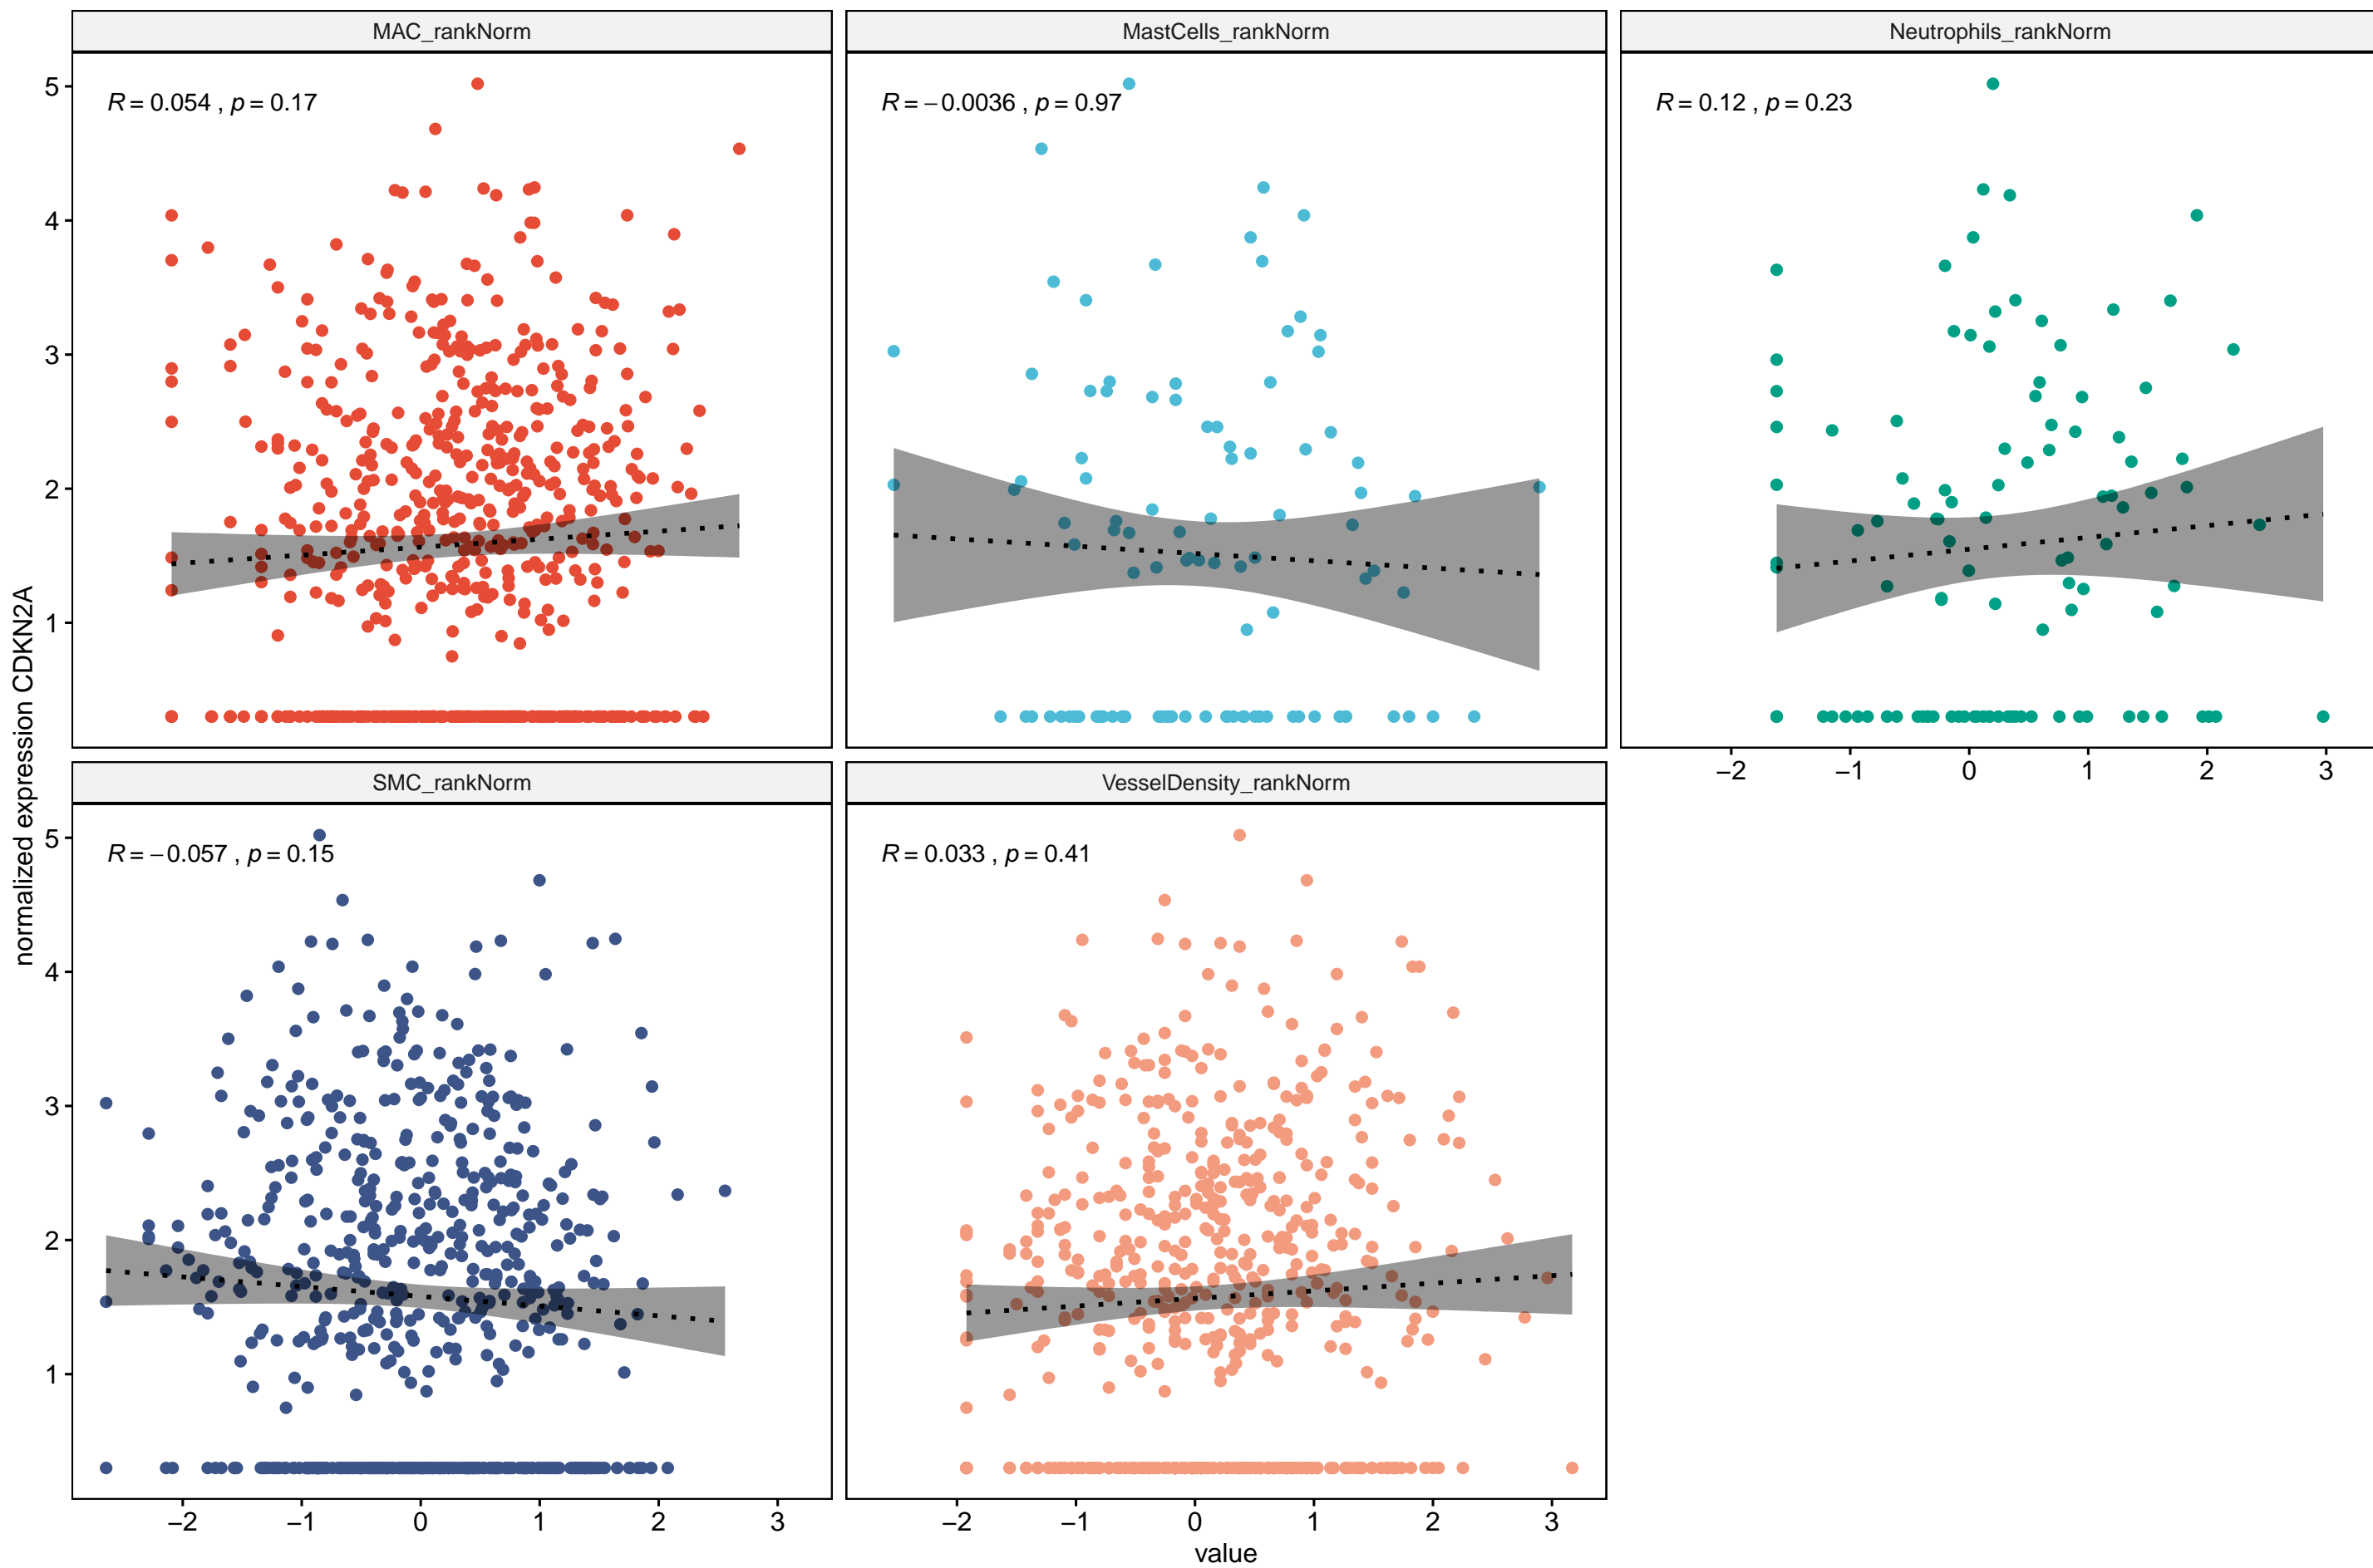 MAC_rankNorm
MastCells_rankNorm
Neutrophils_rankNorm
R = 0.054 , p = 0.17
R = −0.0036 , p = 0.97
R = 0.12 , p = 0.23
5
4
3
2
1
−2 −1 0 1 2 3
SMC_rankNorm
VesselDensity_rankNorm
R = −0.057 , p = 0.15
R = 0.033 , p = 0.41
5
4
3
2
1
−2 −1 0 1 2 3
−2 −1 0 1 2 3
value
normalized expression CDKN2A